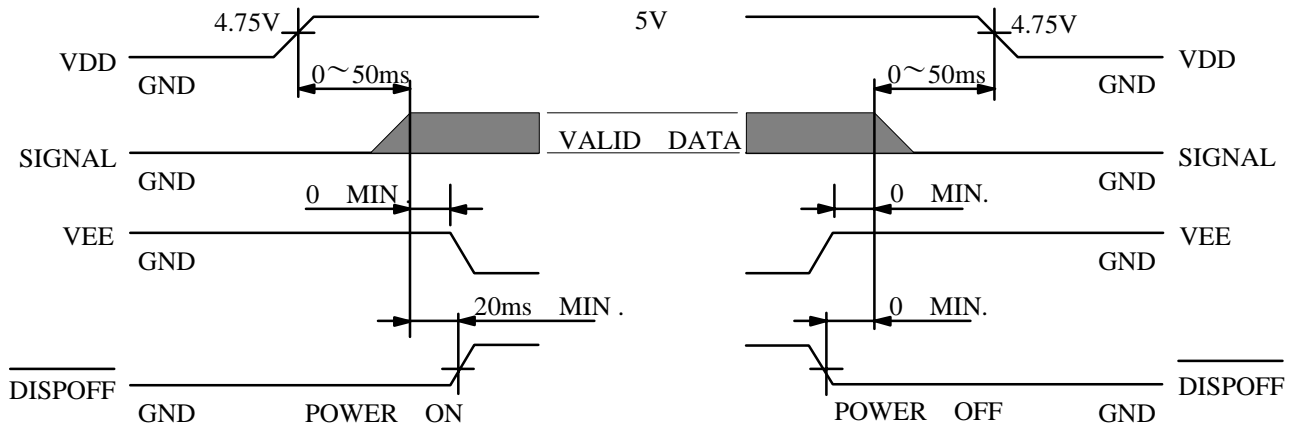 4.75V 5V 4.75V
VDD VDD
GND 0～50ms 0～50ms GND
VALID DATA
SIGNAL SIGNAL
GND GND
0 MIN . 0 MIN.
VEE VEE
GND GND
20ms MIN . 0 MIN.
DISPOFF DISPOFF
GND POWER ON POWER OFF GND